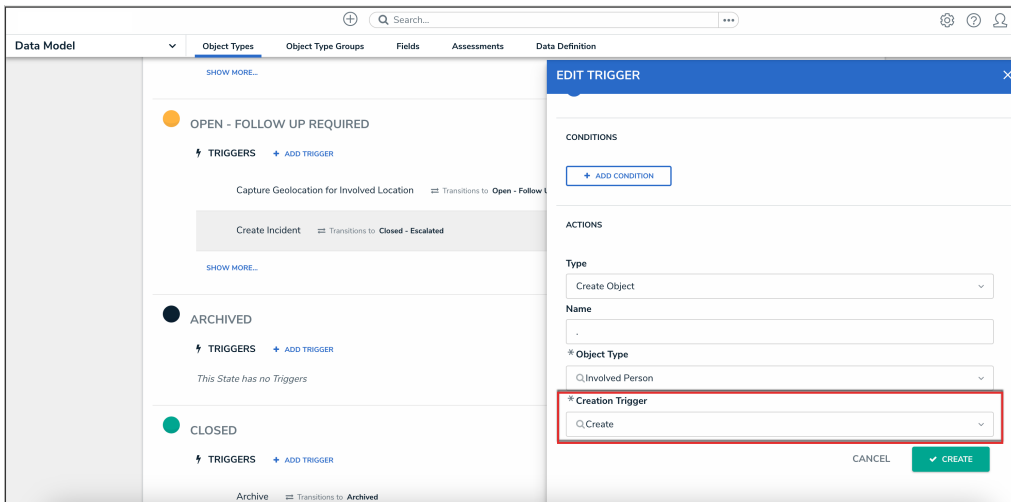 Search...
Data Model
Object Types
Object Type Groups
Fields
Assessments
Data Definition
SHOW MORE...
OPEN - FOLLOW UP REQUIRED
TRIGGERS
+ ADD TRIGGER
Capture Geolocation for Involved Location
Transitions to Open - Follow U
Create Incident
Transitions to Closed - Escalated
SHOW MORE...
ARCHIVED
TRIGGERS
+ ADD TRIGGER
This State has no Triggers
CLOSED
TRIGGERS
+ ADD TRIGGER
Archive
Transitions to Archived
EDIT TRIGGER
CONDITIONS
+ ADD CONDITION
ACTIONS
Type
Create Object
Name
.
* Object Type
Involved Person
* Creation Trigger
Create
CANCEL
CREATE